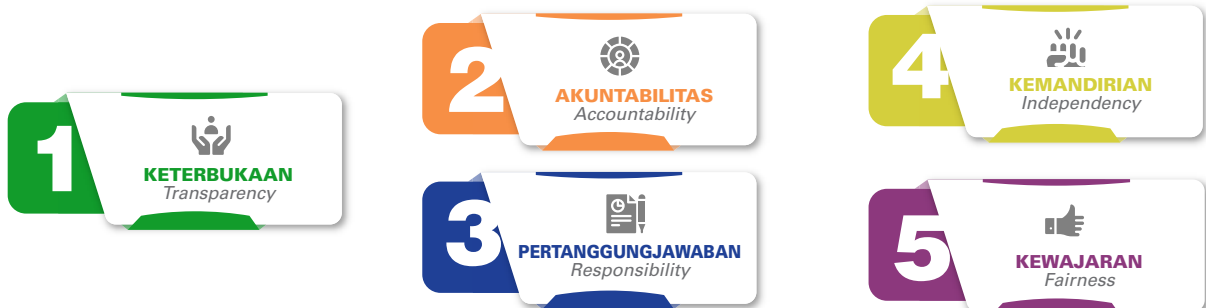 1
KETERBUKAAN
Transparency
2
AKUNTABILITAS
Accountability
3
PERTANGGUNGJAWABAN
Responsibility
4
KEMANDIRIAN
Independency
5
KEWAJARAN
Fairness